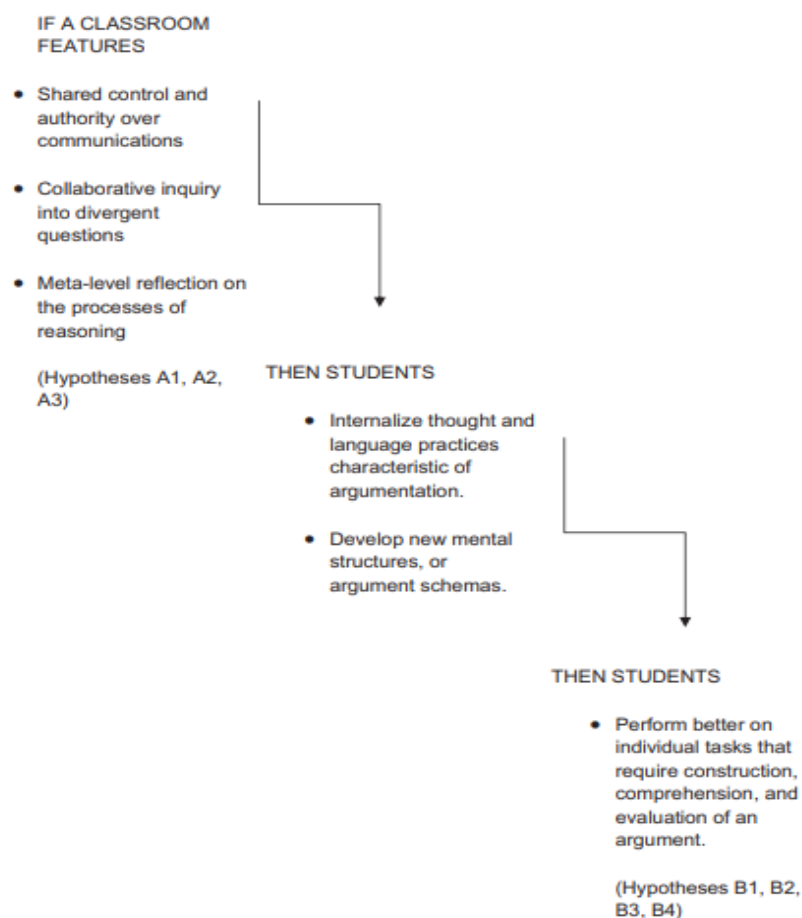 IF A CLASSROOM
FEATURES
• Shared control and
authority over
communications
• Collaborative inquiry
into divergent
questions
• Meta-level reflection on
the processes of
reasoning
(Hypotheses A1, A2,
A3)
THEN STUDENTS
• Internalize thought and
language practices
characteristic of
argumentation.
• Develop new mental
structures, or
argument schemas.
THEN STUDENTS
• Perform better on
individual tasks that
require construction,
comprehension, and
evaluation of an
argument.
(Hypotheses B1, B2,
B3, B4)